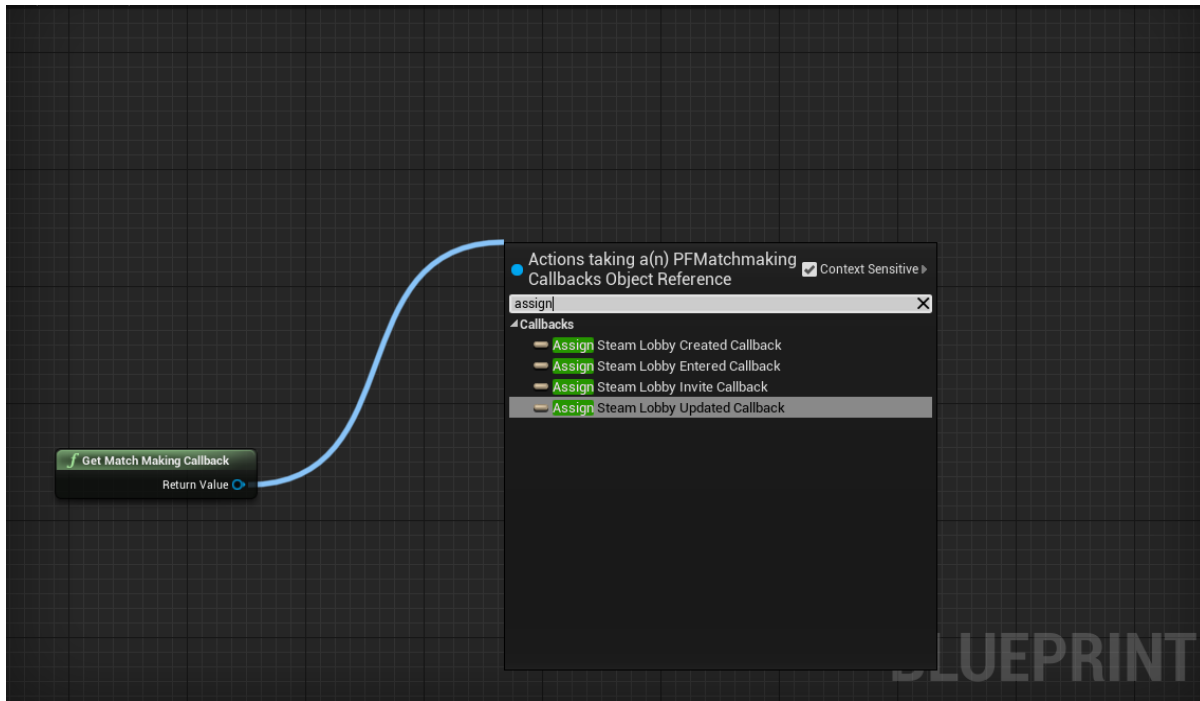 Actions taking a(n) PFMatchmaking
Callbacks Object Reference
Context Sensitive
assign
Callbacks
Assign Steam Lobby Created Callback
Assign Steam Lobby Entered Callback
Assign Steam Lobby Invite Callback
Assign Steam Lobby Updated Callback
f Get Match Making Callback
Return Value
BLUEPRINT